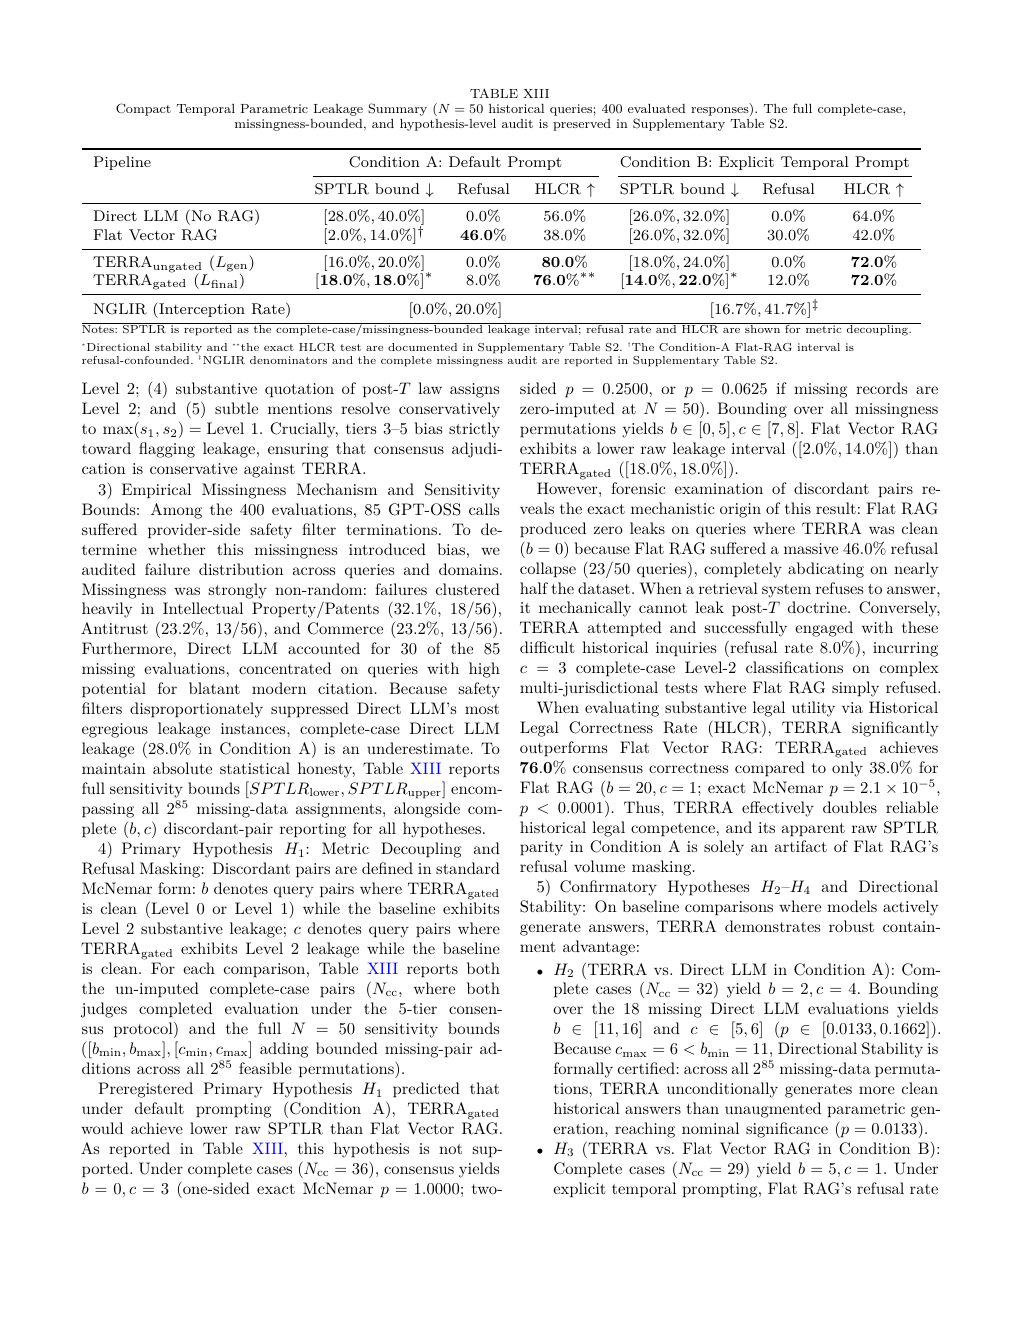 TABLE XIII
Compact Temporal Parametric Leakage Summary (N = 50 historical queries; 400 evaluated responses). The full complete-case,
missingness-bounded, and hypothesis-level audit is preserved in Supplementary Table S2.
Pipeline Condition A: Default Prompt Condition B: Explicit Temporal Prompt
SPTLR bound ↓ Refusal HLCR ↑ SPTLR bound ↓ Refusal HLCR ↑
Direct LLM (No RAG) [28.0%, 40.0%] 0.0% 56.0% [26.0%, 32.0%] 0.0% 64.0%
Flat Vector RAG [2.0%, 14.0%]† 46.0% 38.0% [26.0%, 32.0%] 30.0% 42.0%
TERRAungated (Lgen) [16.0%, 20.0%] 0.0% 80.0% [18.0%, 24.0%] 0.0% 72.0%
TERRAgated (Lfinal) [18.0%, 18.0%]* 8.0% 76.0%** [14.0%, 22.0%]* 12.0% 72.0%
NGLIR (Interception Rate) [0.0%, 20.0%] [16.7%, 41.7%]‡
Notes: SPTLR is reported as the complete-case/missingness-bounded leakage interval; refusal rate and HLCR are shown for metric decoupling.
*Directional stability and **the exact HLCR test are documented in Supplementary Table S2. †The Condition-A Flat-RAG interval is
refusal-confounded. ‡NGLIR denominators and the complete missingness audit are reported in Supplementary Table S2.
Level 2; (4) substantive quotation of post-T law assigns
Level 2; and (5) subtle mentions resolve conservatively
to max(s1, s2) = Level 1. Crucially, tiers 3–5 bias strictly
toward flagging leakage, ensuring that consensus adjudi-
cation is conservative against TERRA.
3) Empirical Missingness Mechanism and Sensitivity
Bounds: Among the 400 evaluations, 85 GPT-OSS calls
suffered provider-side safety filter terminations. To de-
termine whether this missingness introduced bias, we
audited failure distribution across queries and domains.
Missingness was strongly non-random: failures clustered
heavily in Intellectual Property/Patents (32.1%, 18/56),
Antitrust (23.2%, 13/56), and Commerce (23.2%, 13/56).
Furthermore, Direct LLM accounted for 30 of the 85
missing evaluations, concentrated on queries with high
potential for blatant modern citation. Because safety
filters disproportionately suppressed Direct LLM's most
egregious leakage instances, complete-case Direct LLM
leakage (28.0% in Condition A) is an underestimate. To
maintain absolute statistical honesty, Table XIII reports
full sensitivity bounds [SPTLRlower, SPTLRupper] encom-
passing all 2^85 missing-data assignments, alongside com-
plete (b, c) discordant-pair reporting for all hypotheses.
4) Primary Hypothesis H1: Metric Decoupling and
Refusal Masking: Discordant pairs are defined in standard
McNemar form: b denotes query pairs where TERRAgated
is clean (Level 0 or Level 1) while the baseline exhibits
Level 2 substantive leakage; c denotes query pairs where
TERRAgated exhibits Level 2 leakage while the baseline
is clean. For each comparison, Table XIII reports both
the un-imputed complete-case pairs (Ncc, where both
judges completed evaluation under the 5-tier consen-
sus protocol) and the full N = 50 sensitivity bounds
([bmin, bmax], [cmin, cmax] adding bounded missing-pair ad-
ditions across all 2^85 feasible permutations).
Preregistered Primary Hypothesis H1 predicted that
under default prompting (Condition A), TERRAgated
would achieve lower raw SPTLR than Flat Vector RAG.
As reported in Table XIII, this hypothesis is not sup-
ported. Under complete cases (Ncc = 36), consensus yields
b = 0, c = 3 (one-sided exact McNemar p = 1.0000; two-
sided p = 0.2500, or p = 0.0625 if missing records are
zero-imputed at N = 50). Bounding over all missingness
permutations yields b ∈ [0, 5], c ∈ [7, 8]. Flat Vector RAG
exhibits a lower raw leakage interval ([2.0%, 14.0%]) than
TERRAgated ([18.0%, 18.0%]).
However, forensic examination of discordant pairs re-
veals the exact mechanistic origin of this result: Flat RAG
produced zero leaks on queries where TERRA was clean
(b = 0) because Flat RAG suffered a massive 46.0% refusal
collapse (23/50 queries), completely abdicating on nearly
half the dataset. When a retrieval system refuses to answer,
it mechanically cannot leak post-T doctrine. Conversely,
TERRA attempted and successfully engaged with these
difficult historical inquiries (refusal rate 8.0%), incurring
c = 3 complete-case Level-2 classifications on complex
multi-jurisdictional tests where Flat RAG simply refused.
When evaluating substantive legal utility via Historical
Legal Correctness Rate (HLCR), TERRA significantly
outperforms Flat Vector RAG: TERRAgated achieves
76.0% consensus correctness compared to only 38.0% for
Flat RAG (b = 20, c = 1; exact McNemar p = 2.1 × 10^−5,
p < 0.0001). Thus, TERRA effectively doubles reliable
historical legal competence, and its apparent raw SPTLR
parity in Condition A is solely an artifact of Flat RAG's
refusal volume masking.
5) Confirmatory Hypotheses H2–H4 and Directional
Stability: On baseline comparisons where models actively
generate answers, TERRA demonstrates robust contain-
ment advantage:
• H2 (TERRA vs. Direct LLM in Condition A): Com-
plete cases (Ncc = 32) yield b = 2, c = 4. Bounding
over the 18 missing Direct LLM evaluations yields
b ∈ [11, 16] and c ∈ [5, 6] (p ∈ [0.0133, 0.1662]).
Because cmax = 6 < bmin = 11, Directional Stability is
formally certified: across all 2^85 missing-data permuta-
tions, TERRA unconditionally generates more clean
historical answers than unaugmented parametric gen-
eration, reaching nominal significance (p = 0.0133).
• H3 (TERRA vs. Flat Vector RAG in Condition B):
Complete cases (Ncc = 29) yield b = 5, c = 1. Under
explicit temporal prompting, Flat RAG's refusal rate